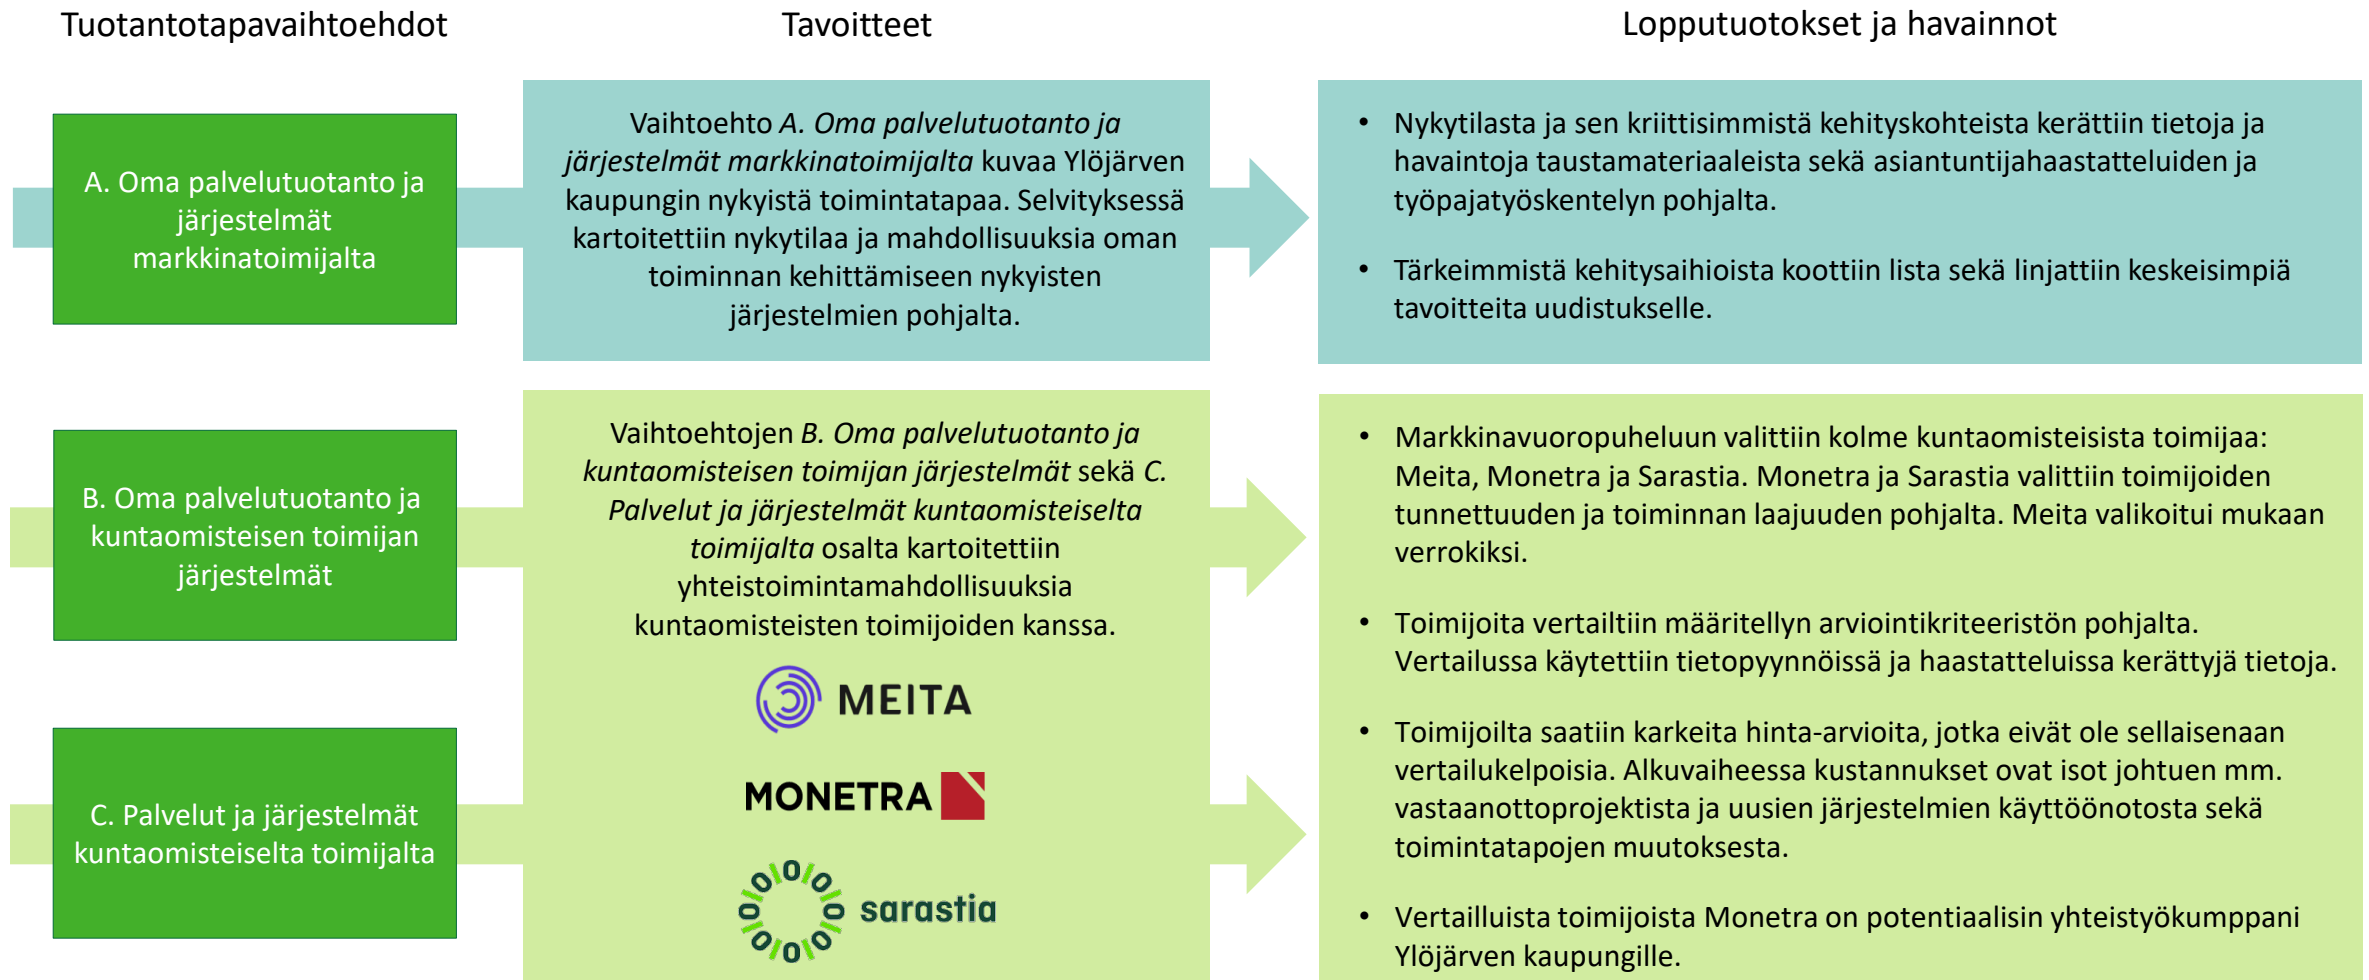 Tuotantotapavaihtoehdot
Tavoitteet
Lopputuotokset ja havainnot
A. Oma palvelutuotanto ja
järjestelmät
markkinatoimijalta
Vaihtoehto A. Oma palvelutuotanto ja
järjestelmät markkinatoimijalta kuvaa Ylöjärven
kaupungin nykyistä toimintatapaa. Selvityksessä
kartoitettiin nykytilaa ja mahdollisuuksia oman
toiminnan kehittämiseen nykyisten
järjestelmien pohjalta.
• Nykytilasta ja sen kriittisimmistä kehityskohteista kerättiin tietoja ja
havaintoja taustamateriaaleista sekä asiantuntijahaastatteluiden ja
työpajatyöskentelyn pohjalta.
• Tärkeimmistä kehitysaihioista koottiin lista sekä linjattiin keskeisimpiä
tavoitteita uudistukselle.
B. Oma palvelutuotanto ja
kuntaomisteisen toimijan
järjestelmät
C. Palvelut ja järjestelmät
kuntaomisteiselta toimijalta
Vaihtoehtojen B. Oma palvelutuotanto ja
kuntaomisteisen toimijan järjestelmät sekä C.
Palvelut ja järjestelmät kuntaomisteiselta
toimijalta osalta kartoitettiin
yhteistoimintamahdollisuuksia
kuntaomisteisten toimijoiden kanssa.
MEITA
MONETRA
sarastia
• Markkinavuoropuheluun valittiin kolme kuntaomisteisista toimijaa:
Meita, Monetra ja Sarastia. Monetra ja Sarastia valittiin toimijoiden
tunnettuuden ja toiminnan laajuuden pohjalta. Meita valikoitui mukaan
verrokiksi.
• Toimijoita vertailtiin määritellyn arviointikriteeristön pohjalta.
Vertailussa käytettiin tietopyynnöissä ja haastatteluissa kerättyjä tietoja.
• Toimijoilta saatiin karkeita hinta-arvioita, jotka eivät ole sellaisenaan
vertailukelpoisia. Alkuvaiheessa kustannukset ovat isot johtuen mm.
vastaanottoprojektista ja uusien järjestelmien käyttöönotosta sekä
toimintatapojen muutoksesta.
• Vertailluista toimijoista Monetra on potentiaalisin yhteistyökumppani
Ylöjärven kaupungille.